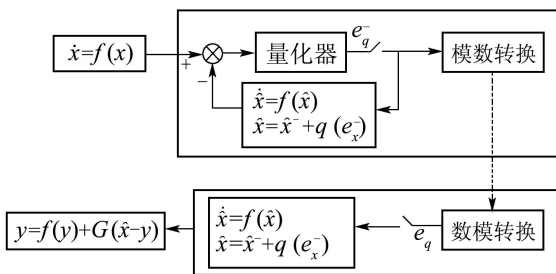 e_q^-
ẋ=f(x)
+
量化器
模数转换
−
x̂̇=f(x̂)
x̂=x̂⁻+q(e_x^-)
x̂̇=f(x̂)
x̂=x̂⁻+q(e_x^-)
y=f(y)+G(x̂-y)
e_q
数模转换